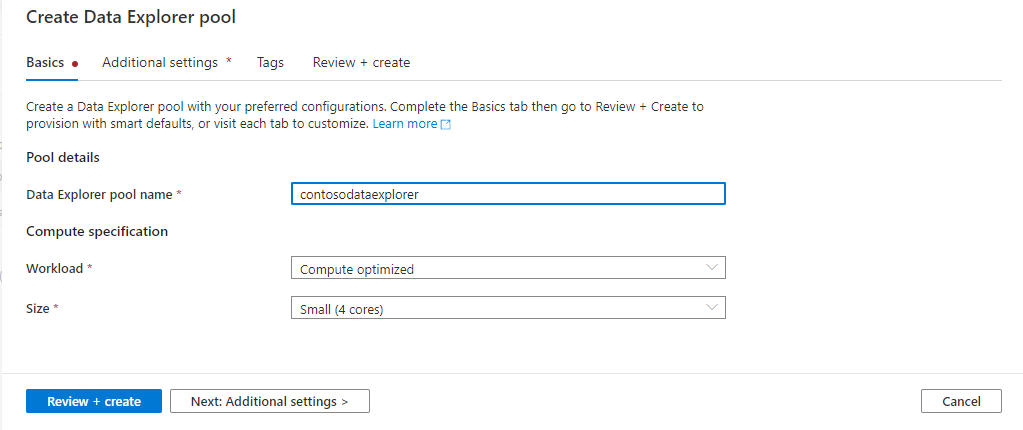 Create Data Explorer pool
Basics Additional settings * Tags Review + create
Create a Data Explorer pool with your preferred configurations. Complete the Basics tab then go to Review + Create to
provision with smart defaults, or visit each tab to customize. Learn more
Pool details
Data Explorer pool name * contosodataexplorer
Compute specification
Workload * Compute optimized
Size * Small (4 cores)
Review + create Next: Additional settings > Cancel